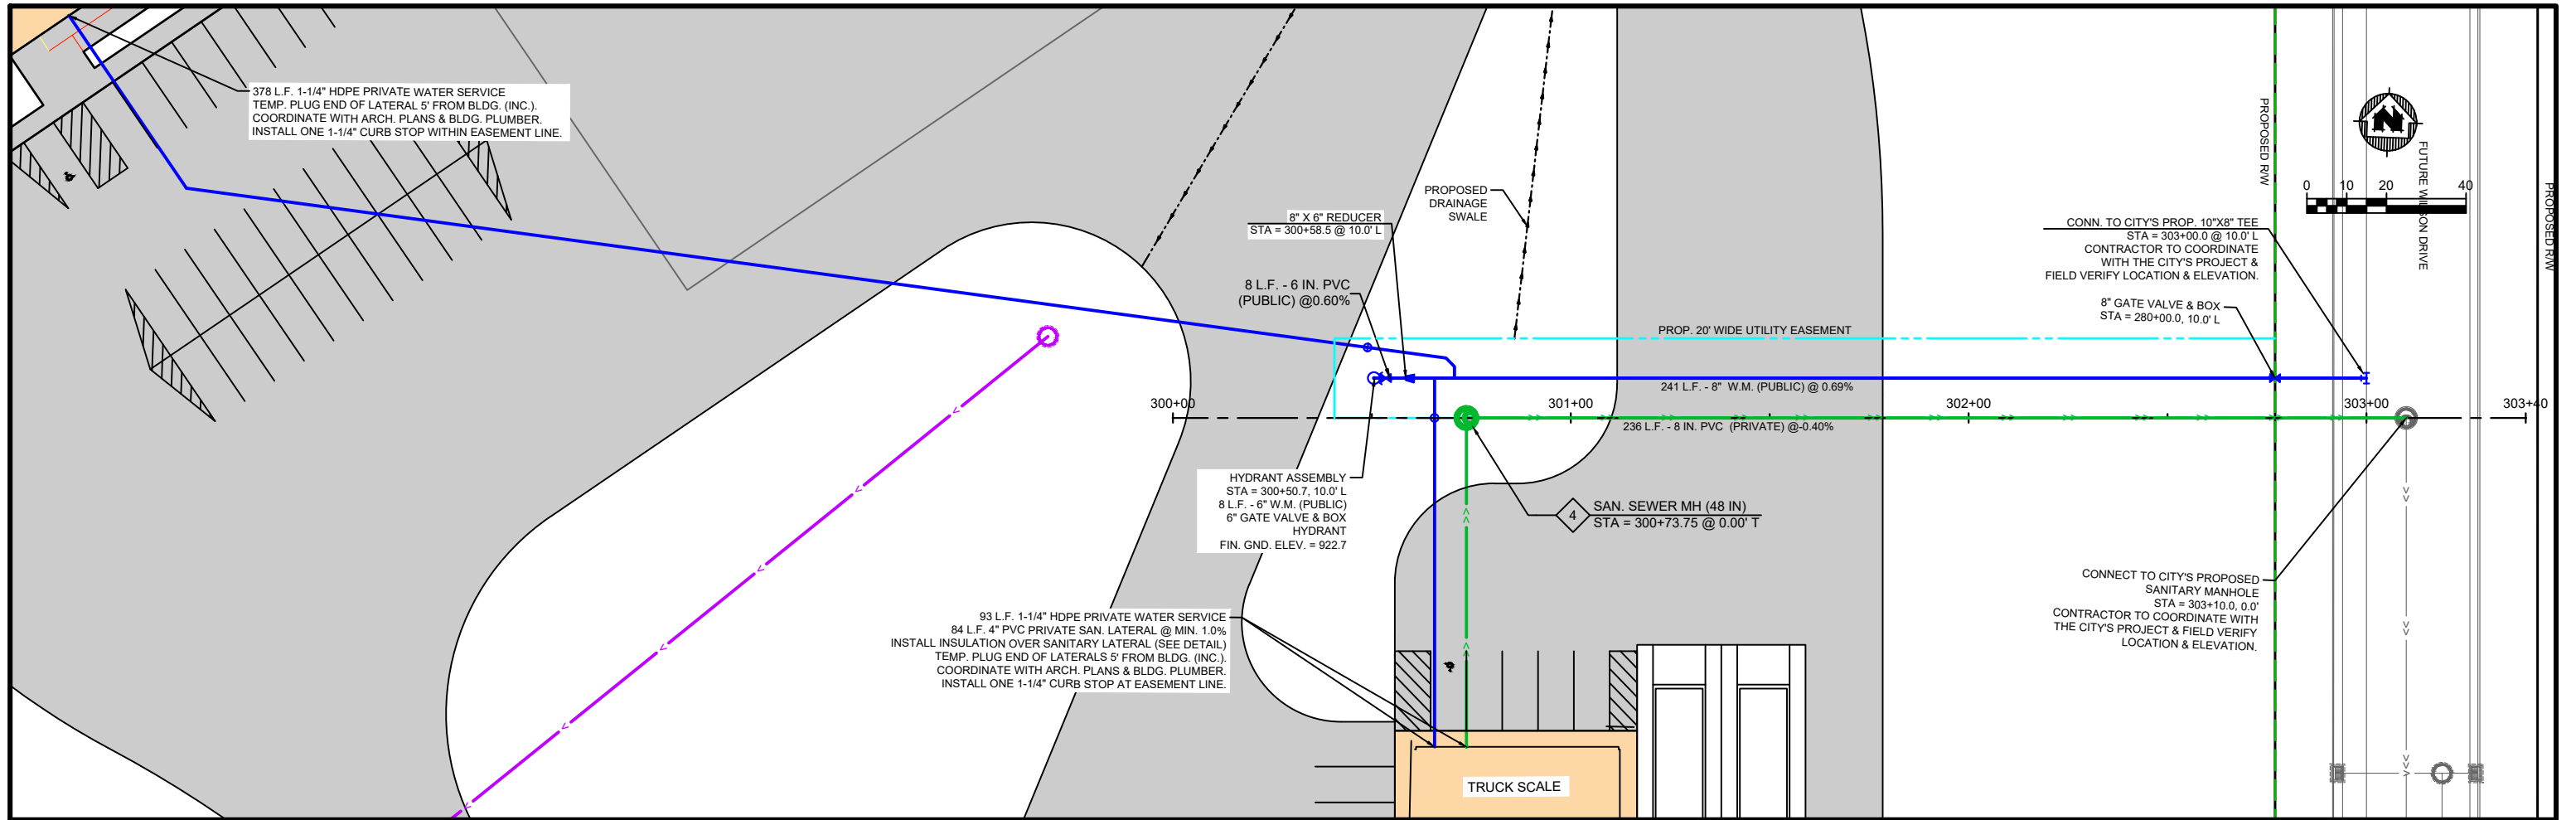 378 L.F. 1-1/4" HDPE PRIVATE WATER SERVICE
TEMP. PLUG END OF LATERAL 5' FROM BLDG. (INC.).
COORDINATE WITH ARCH. PLANS & BLDG. PLUMBER.
INSTALL ONE 1-1/4" CURB STOP WITHIN EASEMENT LINE.
8" X 6" REDUCER
STA = 300+58.5 @ 10.0' L
8 L.F. - 6 IN. PVC
(PUBLIC) @0.60%
PROPOSED
DRAINAGE
SWALE
PROP. 20' WIDE UTILITY EASEMENT
241 L.F. - 8" W.M. (PUBLIC) @ 0.69%
236 L.F. - 8 IN. PVC (PRIVATE) @-0.40%
300+00
301+00
302+00
303+00
303+40
CONN. TO CITY'S PROP. 10"X8" TEE
STA = 303+00.0 @ 10.0' L
CONTRACTOR TO COORDINATE
WITH THE CITY'S PROJECT &
FIELD VERIFY LOCATION & ELEVATION.
8" GATE VALVE & BOX
STA = 280+00.0, 10.0' L
PROPOSED R/W
N
0 10 20 40
FUTURE WILSON DRIVE
PROPOSED R/W
HYDRANT ASSEMBLY
STA = 300+50.7, 10.0' L
8 L.F. - 6" W.M. (PUBLIC)
6" GATE VALVE & BOX
HYDRANT
FIN. GND. ELEV. = 922.7
4
SAN. SEWER MH (48 IN)
STA = 300+73.75 @ 0.00' T
93 L.F. 1-1/4" HDPE PRIVATE WATER SERVICE
84 L.F. 4" PVC PRIVATE SAN. LATERAL @ MIN. 1.0%
INSTALL INSULATION OVER SANITARY LATERAL (SEE DETAIL)
TEMP. PLUG END OF LATERALS 5' FROM BLDG. (INC.).
COORDINATE WITH ARCH. PLANS & BLDG. PLUMBER.
INSTALL ONE 1-1/4" CURB STOP AT EASEMENT LINE.
CONNECT TO CITY'S PROPOSED
SANITARY MANHOLE
STA = 303+10.0, 0.0'
CONTRACTOR TO COORDINATE WITH
THE CITY'S PROJECT & FIELD VERIFY
LOCATION & ELEVATION.
TRUCK SCALE